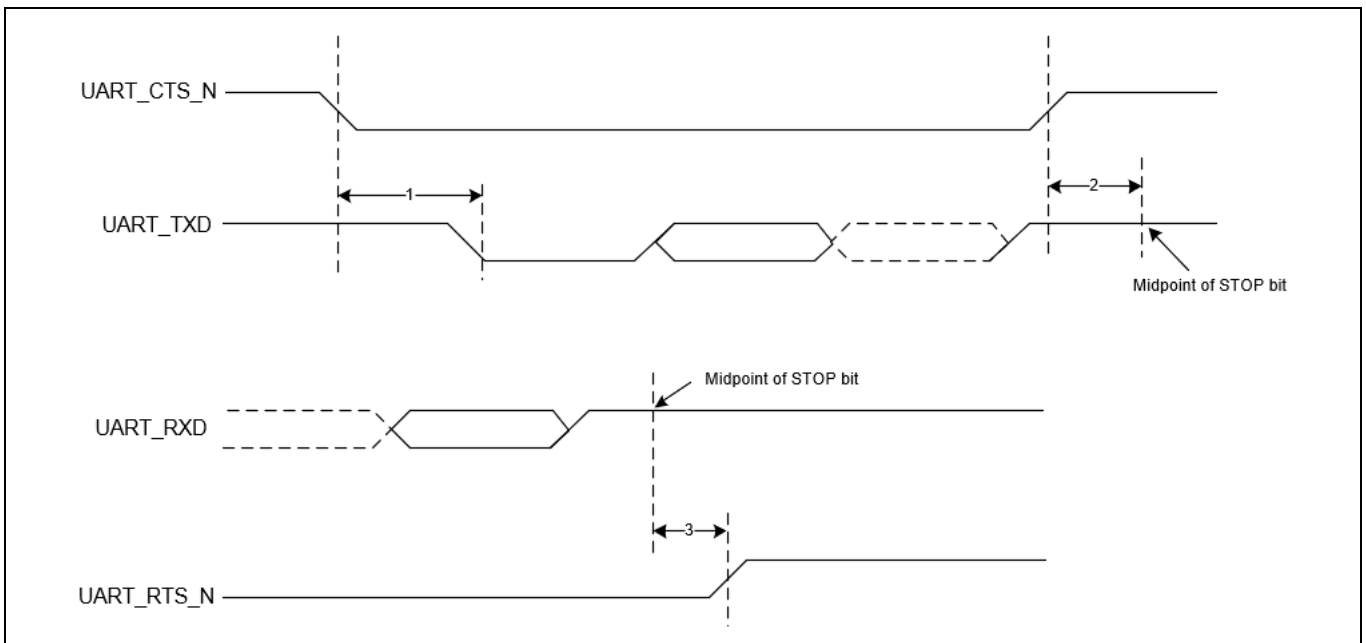 UART_CTS_N
1
2
UART_TXD
Midpoint of STOP bit
Midpoint of STOP bit
UART_RXD
3
UART_RTS_N